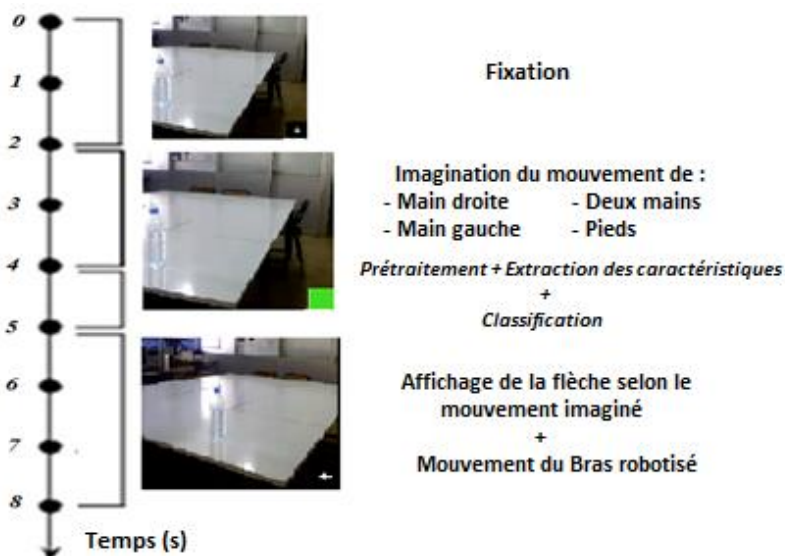 0
1
2
3
4
5
6
7
8
Temps (s)
Fixation
Imagination du mouvement de :
- Main droite - Deux mains
- Main gauche - Pieds
Prétraitement + Extraction des caractéristiques
+
Classification
Affichage de la flèche selon le
mouvement imaginé
+
Mouvement du Bras robotisé